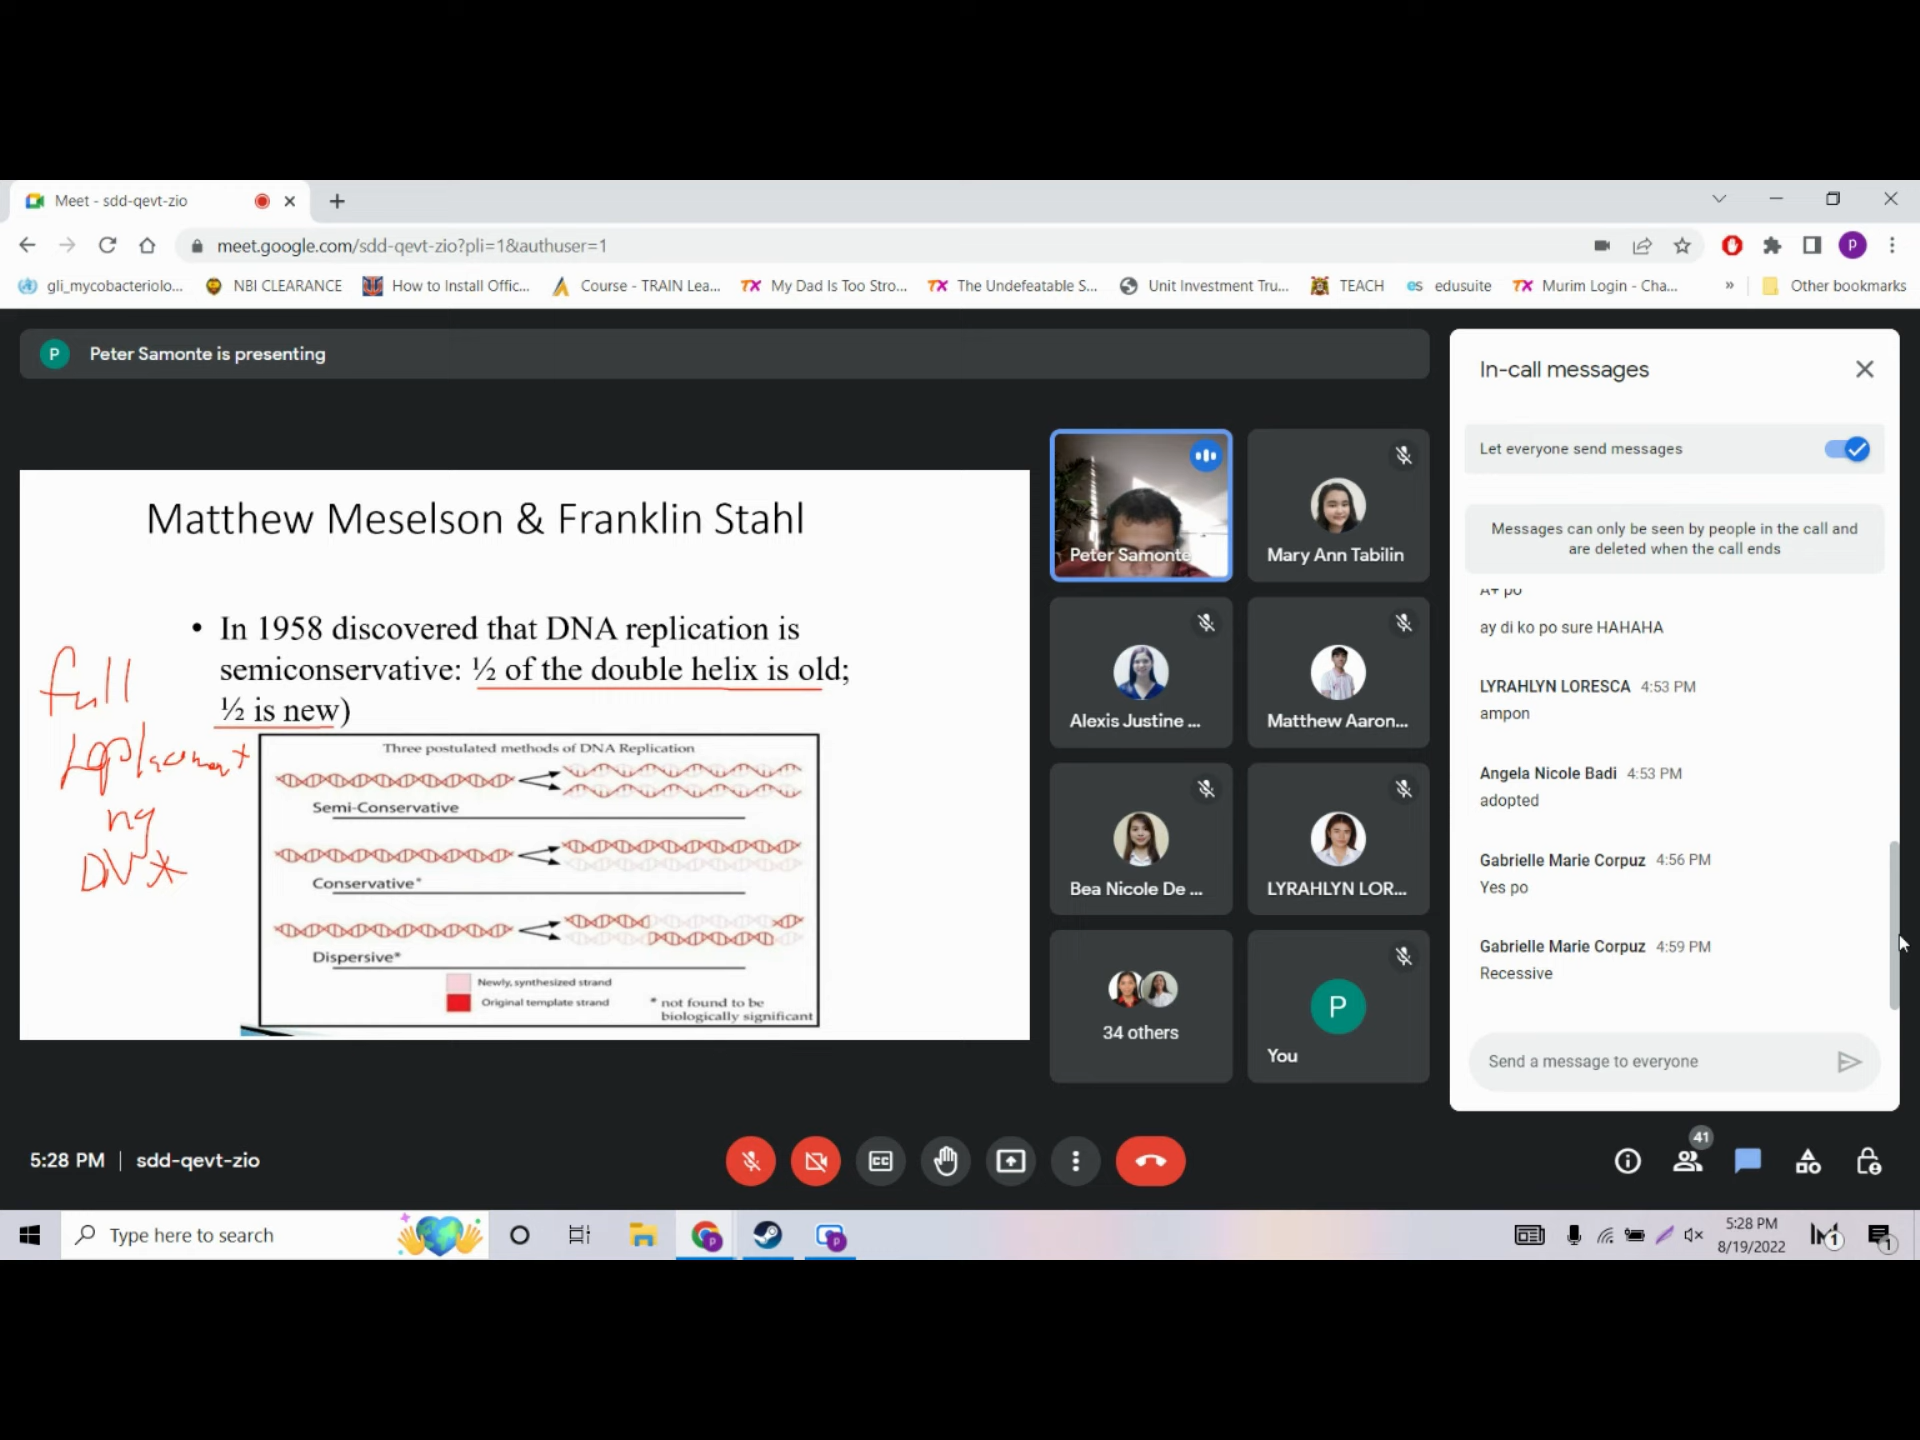 Meet - sdd-qevt-zio
meet.google.com/sdd-qevt-zio?pli=1&authuser=1
P
gli_mycobacteriolo...
NBI CLEARANCE
How to Install Offic...
Course - TRAIN Lea...
TX My Dad Is Too Stro...
TX The Undefeatable S...
Unit Investment Tru...
TEACH
es edusuite
TX Murim Login - Cha...
»
Other bookmarks
P Peter Samonte is presenting
Matthew Meselson & Franklin Stahl
• In 1958 discovered that DNA replication is
semiconservative: ½ of the double helix is old;
½ is new)
full
replacement
ng
DNA
Three postulated methods of DNA Replication
Semi-Conservative
Conservative*
Dispersive*
Newly, synthesized strand
Original template strand
* not found to be
biologically significant
Peter Samonte
Mary Ann Tabilin
Alexis Justine ...
Matthew Aaron...
Bea Nicole De ...
LYRAHLYN LOR...
34 others
P
You
In-call messages
Let everyone send messages
Messages can only be seen by people in the call and
are deleted when the call ends
A+ po
ay di ko po sure HAHAHA
LYRAHLYN LORESCA 4:53 PM
ampon
Angela Nicole Badi 4:53 PM
adopted
Gabrielle Marie Corpuz 4:56 PM
Yes po
Gabrielle Marie Corpuz 4:59 PM
Recessive
Send a message to everyone
5:28 PM | sdd-qevt-zio
CC
41
Type here to search
5:28 PM
8/19/2022
1
1